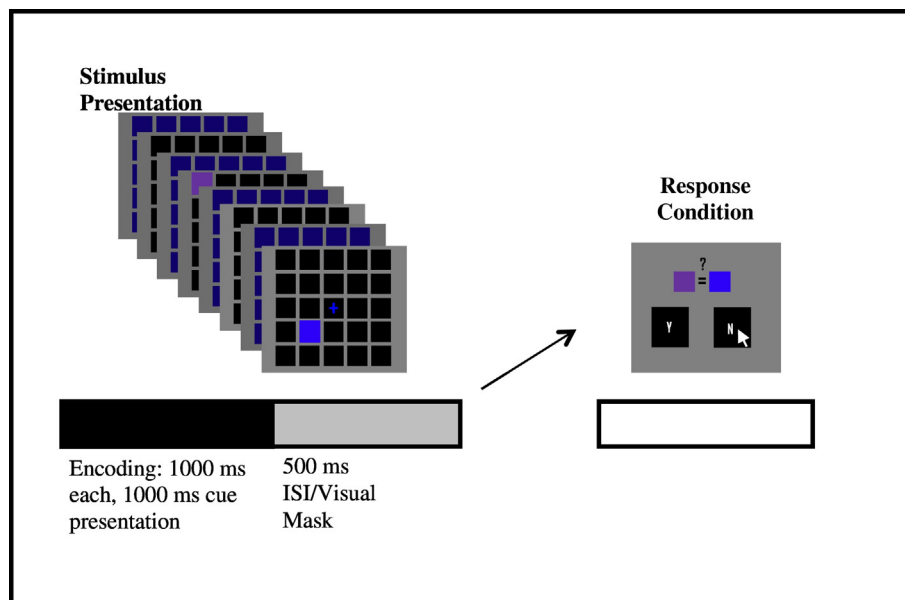 Stimulus
Presentation
Response
Condition
?
=
Y
N
Encoding: 1000 ms
each, 1000 ms cue
presentation
500 ms
ISI/Visual
Mask